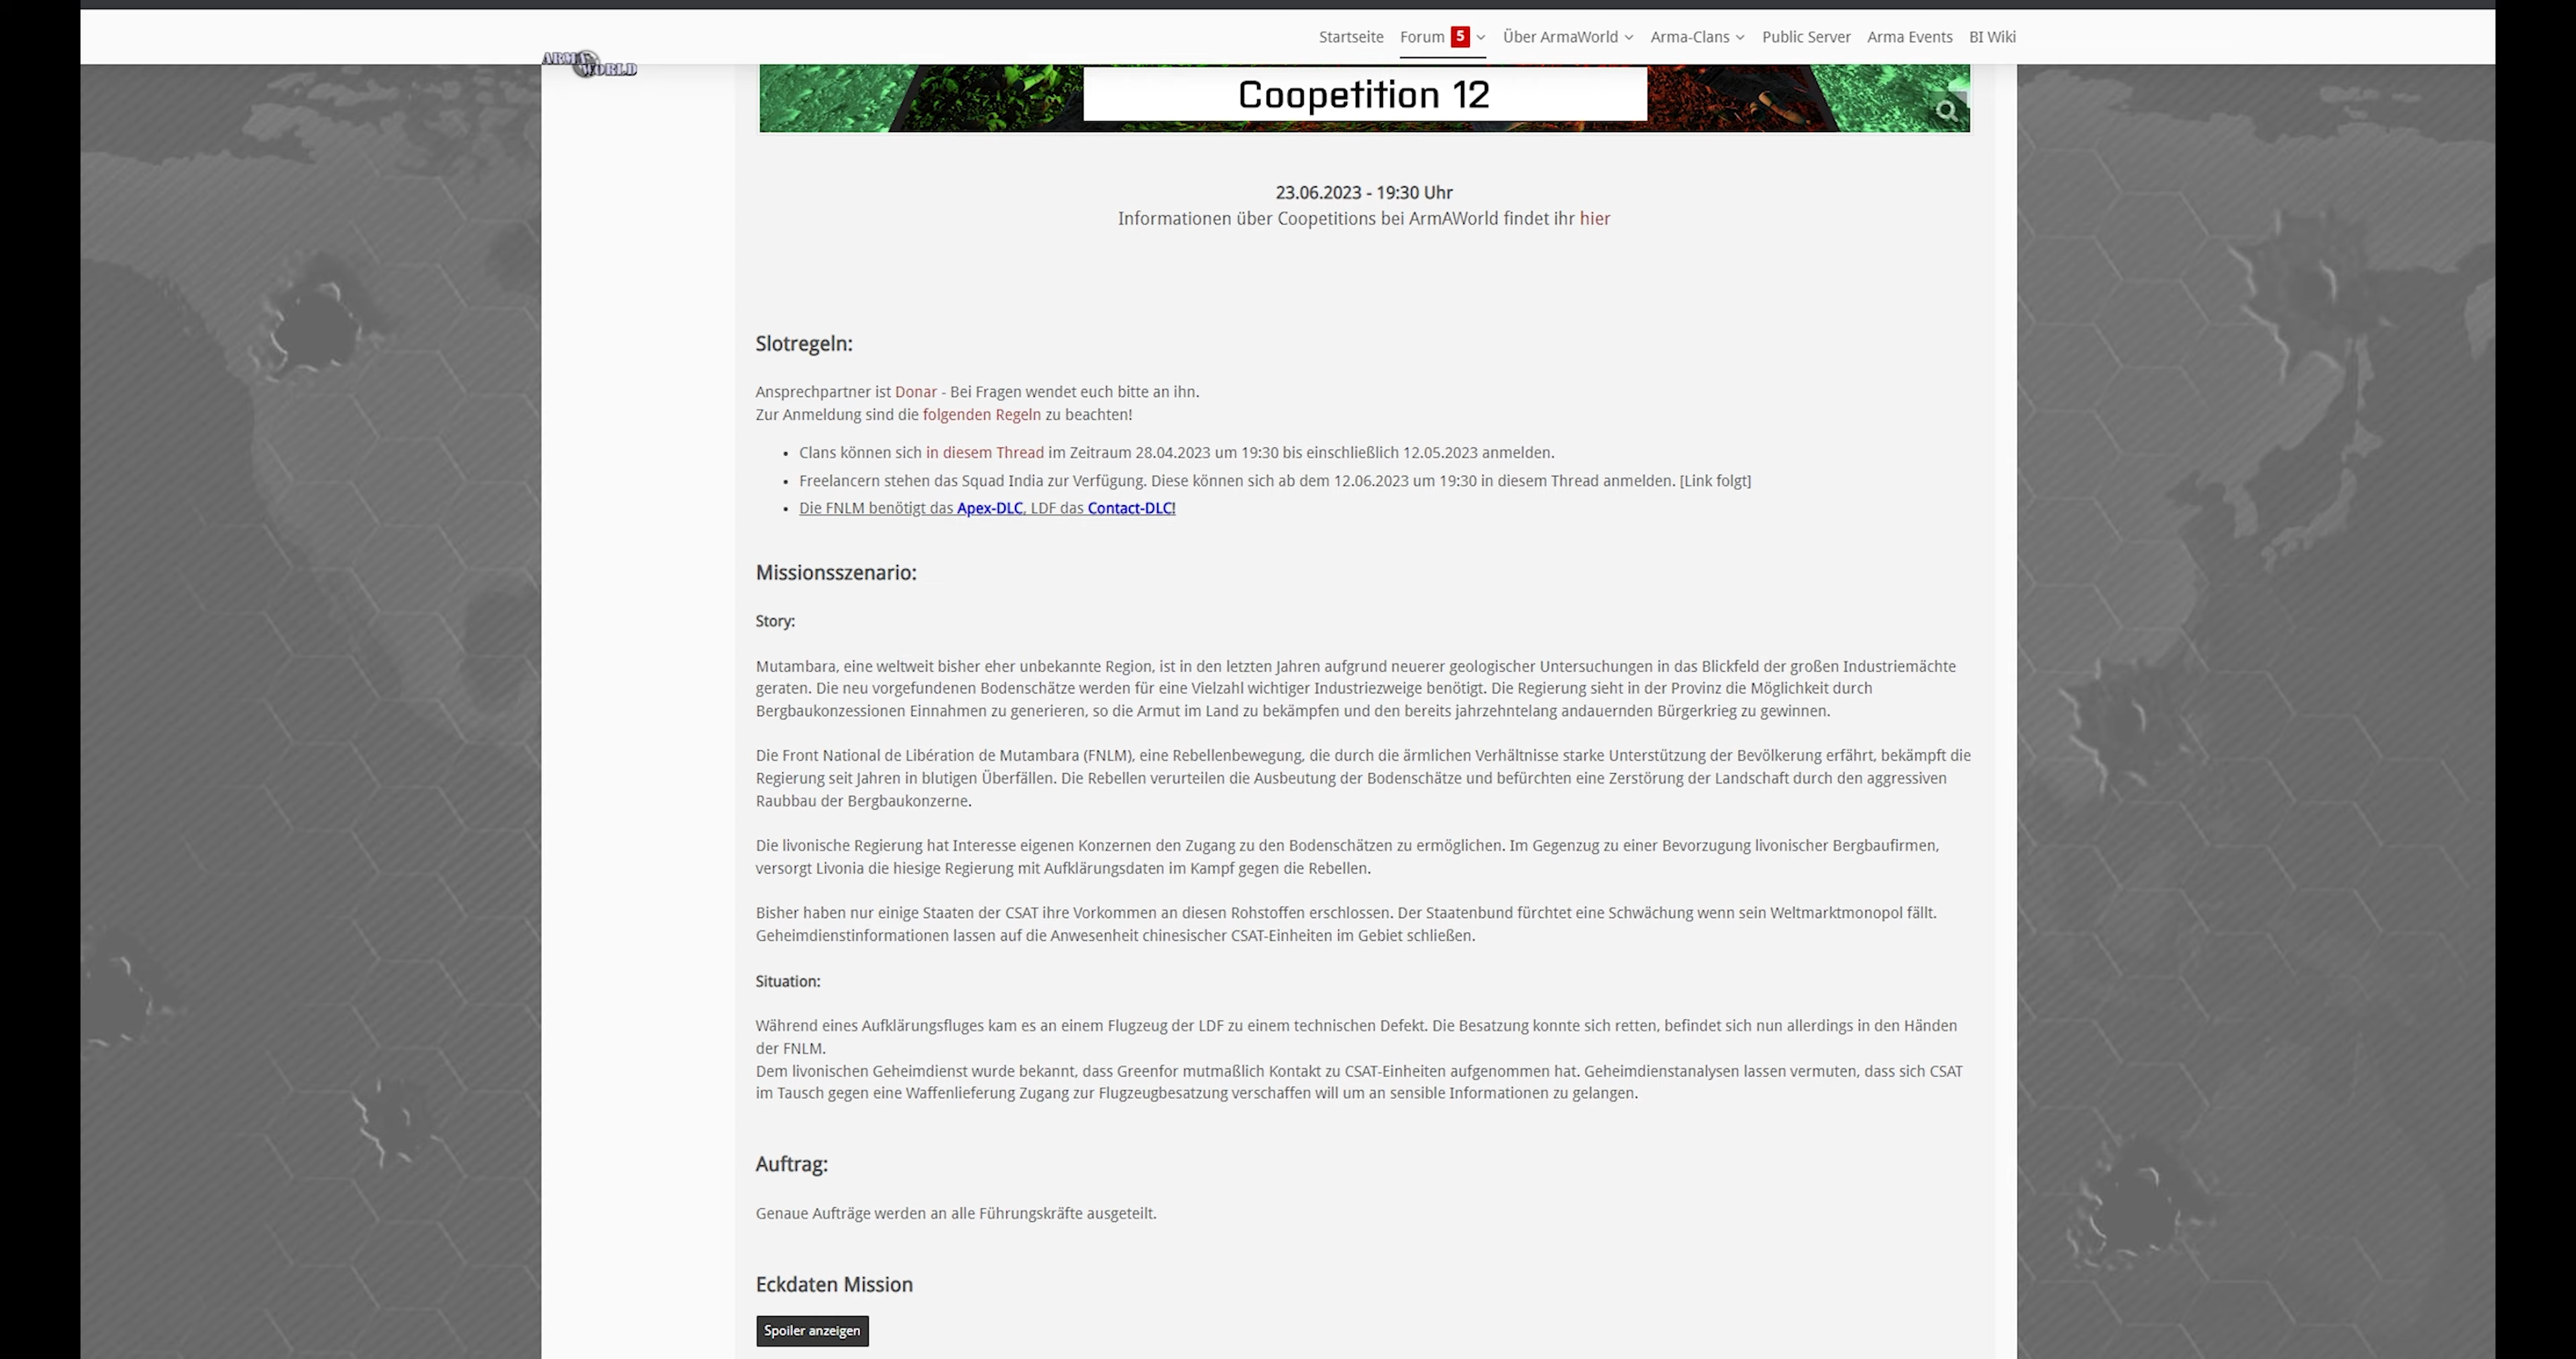 ARMA WORLD
Startseite Forum 5 Über ArmaWorld Arma-Clans Public Server Arma Events BI Wiki
Coopetition 12
23.06.2023 - 19:30 Uhr
Informationen über Coopetitions bei ArmAWorld findet ihr hier
Slotregeln:
Ansprechpartner ist Donar - Bei Fragen wendet euch bitte an ihn.
Zur Anmeldung sind die folgenden Regeln zu beachten!
• Clans können sich in diesem Thread im Zeitraum 28.04.2023 um 19:30 bis einschließlich 12.05.2023 anmelden.
• Freelancern stehen das Squad India zur Verfügung. Diese können sich ab dem 12.06.2023 um 19:30 in diesem Thread anmelden. [Link folgt]
• Die FNLM benötigt das Apex-DLC, LDF das Contact-DLC!
Missionsszenario:
Story:
Mutambara, eine weltweit bisher eher unbekannte Region, ist in den letzten Jahren aufgrund neuerer geologischer Untersuchungen in das Blickfeld der großen Industriemächte
geraten. Die neu vorgefundenen Bodenschätze werden für eine Vielzahl wichtiger Industriezweige benötigt. Die Regierung sieht in der Provinz die Möglichkeit durch
Bergbaukonzessionen Einnahmen zu generieren, so die Armut im Land zu bekämpfen und den bereits jahrzehntelang andauernden Bürgerkrieg zu gewinnen.
Die Front National de Libération de Mutambara (FNLM), eine Rebellenbewegung, die durch die ärmlichen Verhältnisse starke Unterstützung der Bevölkerung erfährt, bekämpft die
Regierung seit Jahren in blutigen Überfällen. Die Rebellen verurteilen die Ausbeutung der Bodenschätze und befürchten eine Zerstörung der Landschaft durch den aggressiven
Raubbau der Bergbaukonzerne.
Die livonische Regierung hat Interesse eigenen Konzernen den Zugang zu den Bodenschätzen zu ermöglichen. Im Gegenzug zu einer Bevorzugung livonischer Bergbaufirmen,
versorgt Livonia die hiesige Regierung mit Aufklärungsdaten im Kampf gegen die Rebellen.
Bisher haben nur einige Staaten der CSAT ihre Vorkommen an diesen Rohstoffen erschlossen. Der Staatenbund fürchtet eine Schwächung wenn sein Weltmarktmonopol fällt.
Geheimdienstinformationen lassen auf die Anwesenheit chinesischer CSAT-Einheiten im Gebiet schließen.
Situation:
Während eines Aufklärungsfluges kam es an einem Flugzeug der LDF zu einem technischen Defekt. Die Besatzung konnte sich retten, befindet sich nun allerdings in den Händen
der FNLM.
Dem livonischen Geheimdienst wurde bekannt, dass Greenfor mutmaßlich Kontakt zu CSAT-Einheiten aufgenommen hat. Geheimdienstanalysen lassen vermuten, dass sich CSAT
im Tausch gegen eine Waffenlieferung Zugang zur Flugzeugbesatzung verschaffen will um an sensible Informationen zu gelangen.
Auftrag:
Genaue Aufträge werden an alle Führungskräfte ausgeteilt.
Eckdaten Mission
Spoiler anzeigen